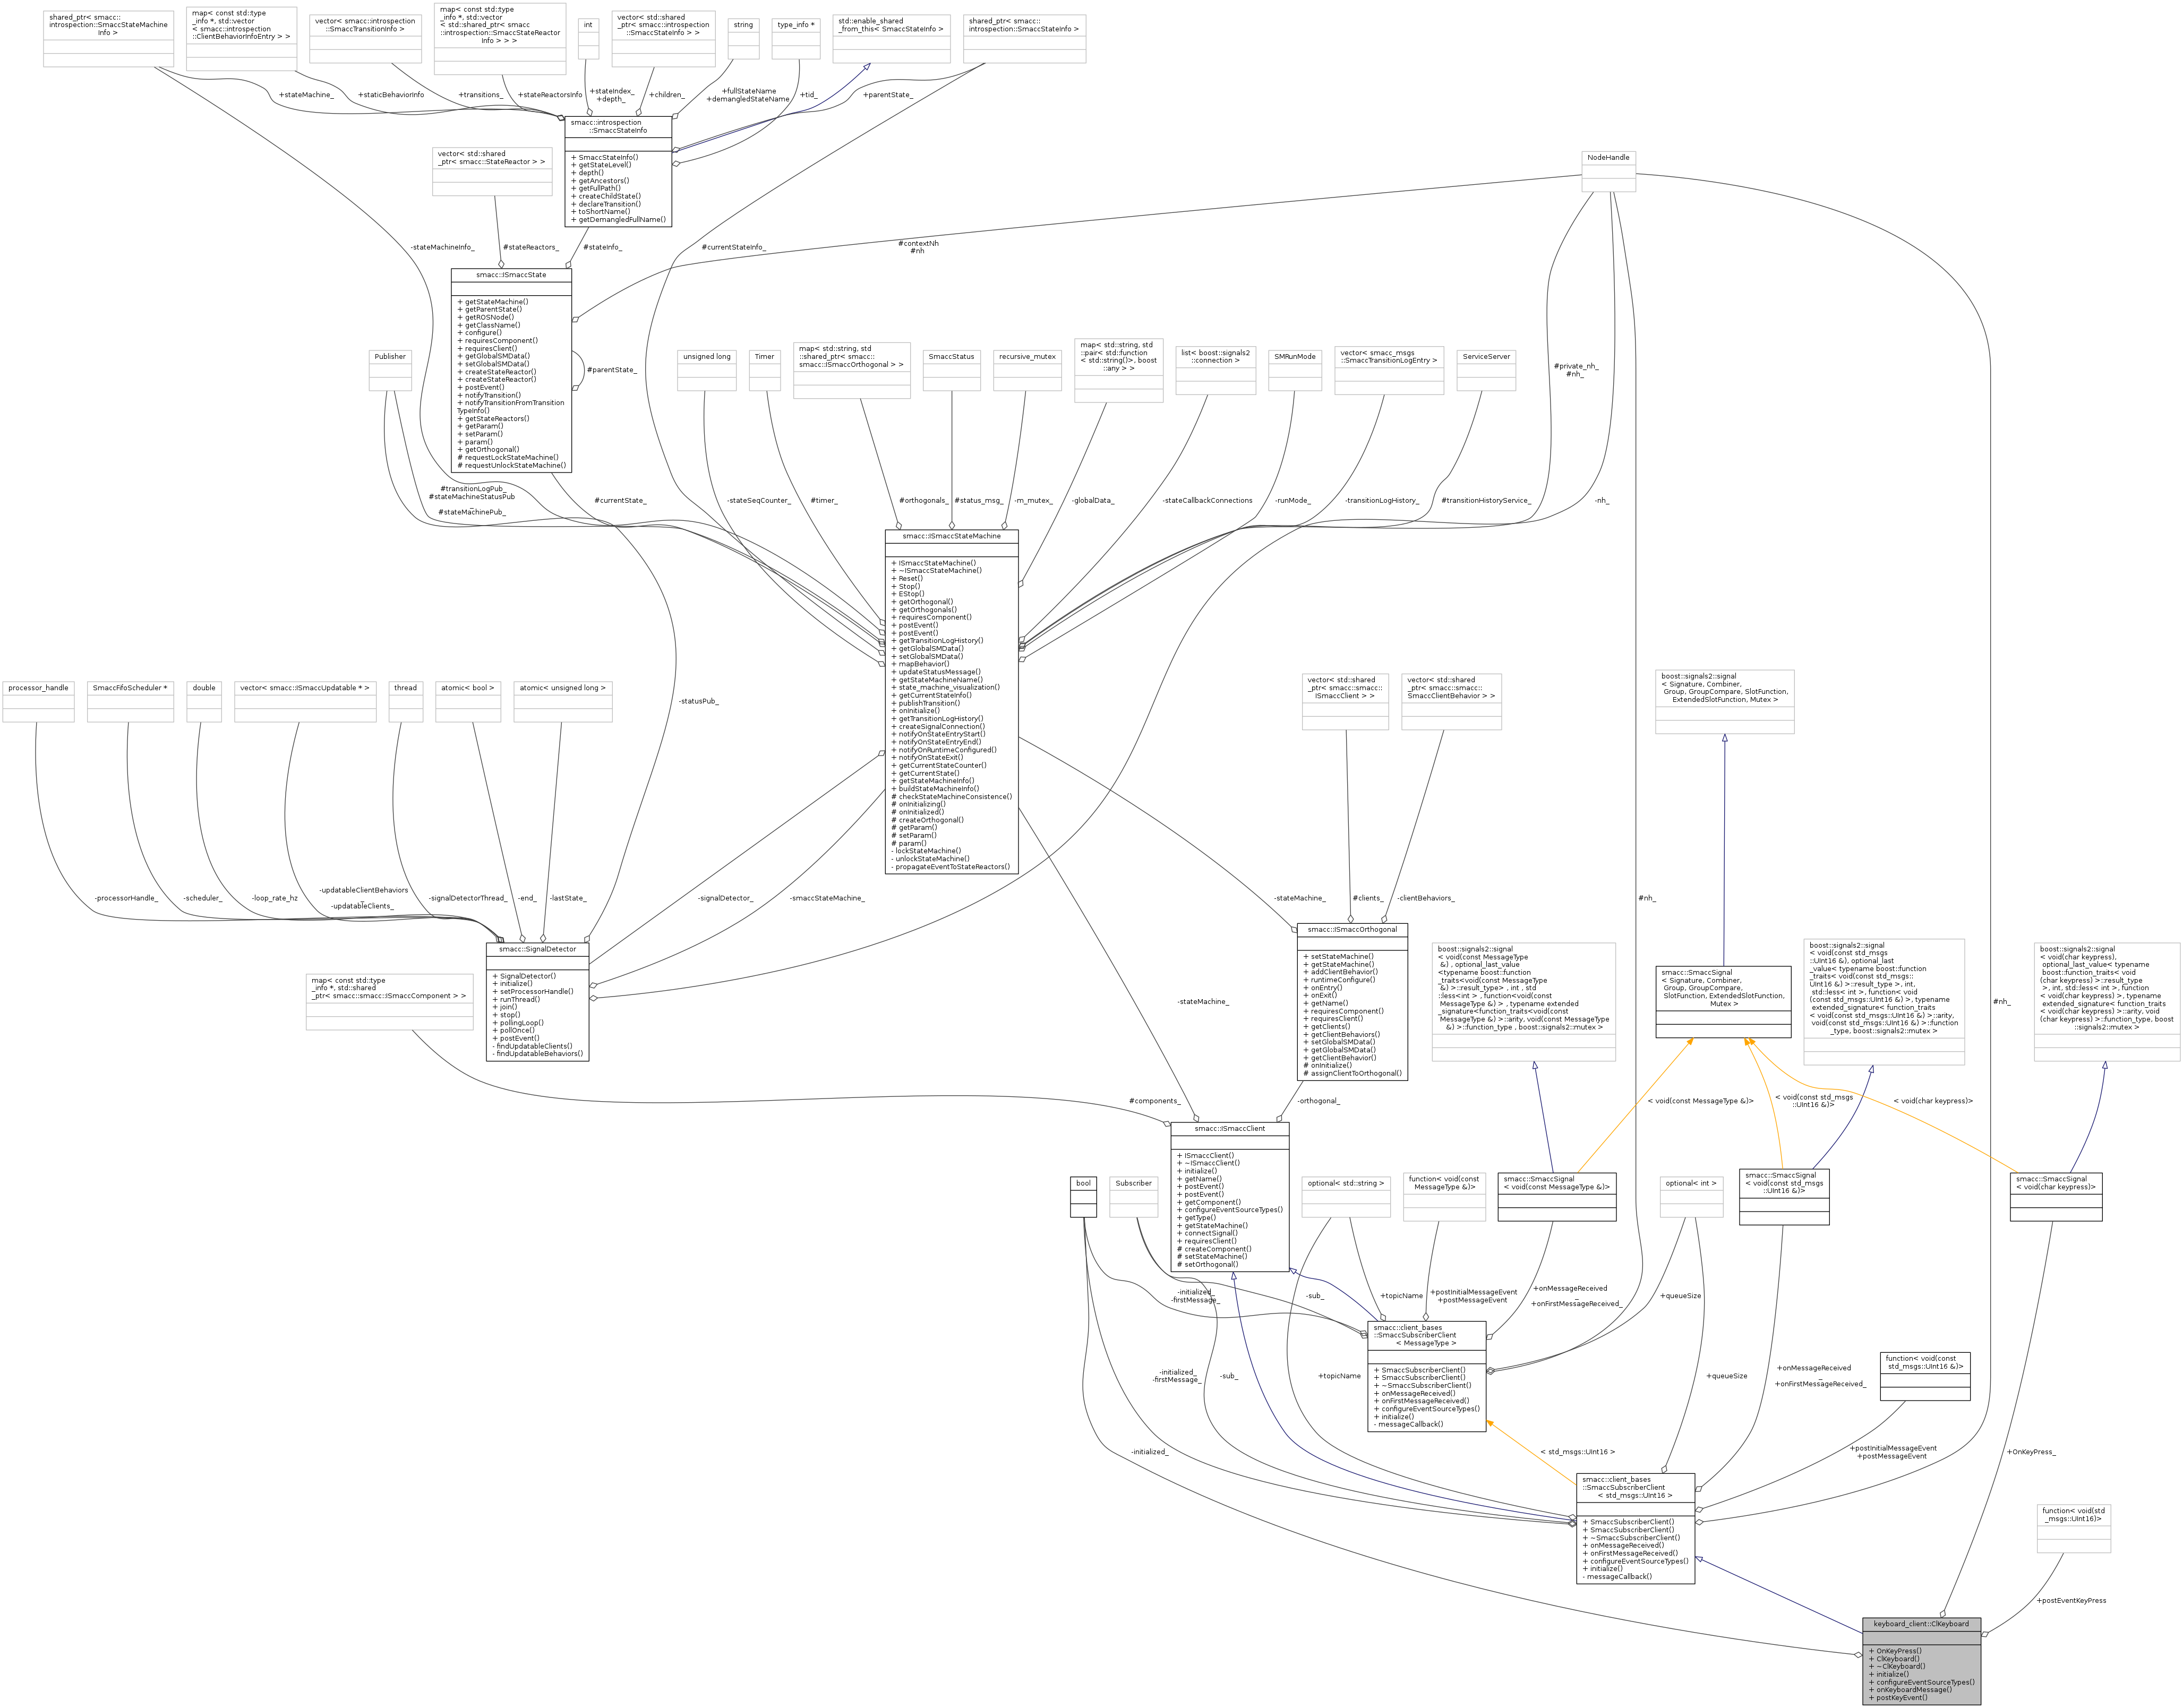 shared_ptr< smacc::
introspection::SmaccStateMachine
Info >
map< const std::type
_info *, std::vector
< smacc::introspection
::ClientBehaviorInfoEntry > >
vector< smacc::introspection
::SmaccTransitionInfo >
map< const std::type
_info *, std::vector
< std::shared_ptr< smacc
::introspection::SmaccStateReactor
Info > > >
int
vector< std::shared
_ptr< smacc::introspection
::SmaccStateInfo > >
string
type_info *
std::enable_shared
_from_this< SmaccStateInfo >
shared_ptr< smacc::
introspection::SmaccStateInfo >
+stateMachine_
+staticBehaviorInfo
+transitions_
+stateReactorsInfo
+stateIndex_
+depth_
+children_
+fullStateName
+demangledStateName
+tid_
+parentState_
smacc::introspection
::SmaccStateInfo
+ SmaccStateInfo()
+ getStateLevel()
+ depth()
+ getAncestors()
+ getFullPath()
+ createChildState()
+ declareTransition()
+ toShortName()
+ getDemangledFullName()
vector< std::shared
_ptr< smacc::StateReactor > >
NodeHandle
-stateMachineInfo_
#stateReactors_
#stateInfo_
#currentStateInfo_
#contextNh
#nh
smacc::ISmaccState
+ getStateMachine()
+ getParentState()
+ getROSNode()
+ getClassName()
+ configure()
+ requiresComponent()
+ requiresClient()
+ getGlobalSMData()
+ setGlobalSMData()
+ createStateReactor()
+ createStateReactor()
+ postEvent()
+ notifyTransition()
+ notifyTransitionFromTransition
TypeInfo()
+ getStateReactors()
+ getParam()
+ setParam()
+ param()
+ getOrthogonal()
# requestLockStateMachine()
# requestUnlockStateMachine()
#parentState_
Publisher
unsigned long
Timer
map< std::string, std
::shared_ptr< smacc::
smacc::ISmaccOrthogonal > >
SmaccStatus
recursive_mutex
map< std::string, std
::pair< std::function
< std::string()>, boost
::any > >
list< boost::signals2
::connection >
SMRunMode
vector< smacc_msgs
::SmaccTransitionLogEntry >
ServiceServer
#private_nh_
#nh_
#transitionLogPub_
#stateMachineStatusPub
_
#stateMachinePub_
#currentState_
-stateSeqCounter_
#timer_
#orthogonals_
#status_msg_
-m_mutex_
-globalData_
-stateCallbackConnections
-runMode_
-transitionLogHistory_
#transitionHistoryService_
-nh_
smacc::ISmaccStateMachine
+ ISmaccStateMachine()
+ ~ISmaccStateMachine()
+ Reset()
+ Stop()
+ EStop()
+ getOrthogonal()
+ getOrthogonals()
+ requiresComponent()
+ postEvent()
+ postEvent()
+ getTransitionLogHistory()
+ getGlobalSMData()
+ setGlobalSMData()
+ mapBehavior()
+ updateStatusMessage()
+ getStateMachineName()
+ state_machine_visualization()
+ getCurrentStateInfo()
+ publishTransition()
+ onInitialize()
+ getTransitionLogHistory()
+ createSignalConnection()
+ notifyOnStateEntryStart()
+ notifyOnStateEntryEnd()
+ notifyOnRuntimeConfigured()
+ notifyOnStateExit()
+ getCurrentStateCounter()
+ getCurrentState()
+ getStateMachineInfo()
+ buildStateMachineInfo()
# checkStateMachineConsistence()
# onInitializing()
# onInitialized()
# createOrthogonal()
# getParam()
# setParam()
# param()
- lockStateMachine()
- unlockStateMachine()
- propagateEventToStateReactors()
processor_handle
SmaccFifoScheduler *
double
vector< smacc::ISmaccUpdatable * >
thread
atomic< bool >
atomic< unsigned long >
-statusPub_
vector< std::shared
_ptr< smacc::smacc::
ISmaccClient > >
vector< std::shared
_ptr< smacc::smacc::
SmaccClientBehavior > >
boost::signals2::signal
< Signature, Combiner,
Group, GroupCompare, SlotFunction,
ExtendedSlotFunction, Mutex >
-processorHandle_
-scheduler_
-loop_rate_hz
-updatableClientBehaviors
_
-updatableClients_
-signalDetectorThread_
-end_
-lastState_
-signalDetector_
-smaccStateMachine_
-stateMachine_
#clients_
-clientBehaviors_
#nh_
smacc::SignalDetector
+ SignalDetector()
+ initialize()
+ setProcessorHandle()
+ runThread()
+ join()
+ stop()
+ pollingLoop()
+ pollOnce()
+ postEvent()
- findUpdatableClients()
- findUpdatableBehaviors()
map< const std::type
_info *, std::shared
_ptr< smacc::smacc::ISmaccComponent > >
smacc::ISmaccOrthogonal
+ setStateMachine()
+ getStateMachine()
+ addClientBehavior()
+ runtimeConfigure()
+ onEntry()
+ onExit()
+ getName()
+ requiresComponent()
+ requiresClient()
+ getClients()
+ getClientBehaviors()
+ setGlobalSMData()
+ getGlobalSMData()
+ getClientBehavior()
# onInitialize()
# assignClientToOrthogonal()
boost::signals2::signal
< void(const MessageType
&) , optional_last_value
<typename boost::function
_traits<void(const MessageType
&) >::result_type> , int , std
::less<int > , function<void(const
MessageType &) > , typename extended
_signature<function_traits<void(const
MessageType &) >::arity, void(const MessageType
&) >::function_type , boost::signals2::mutex >
smacc::SmaccSignal
< Signature, Combiner,
Group, GroupCompare,
SlotFunction, ExtendedSlotFunction,
Mutex >
boost::signals2::signal
< void(const std_msgs
::UInt16 &), optional_last
_value< typename boost::function
_traits< void(const std_msgs::
UInt16 &) >::result_type >, int,
std::less< int >, function< void
(const std_msgs::UInt16 &) >, typename
extended_signature< function_traits
< void(const std_msgs::UInt16 &) >::arity,
void(const std_msgs::UInt16 &) >::function
_type, boost::signals2::mutex >
boost::signals2::signal
< void(char keypress),
optional_last_value< typename
boost::function_traits< void
(char keypress) >::result_type
>, int, std::less< int >, function
< void(char keypress) >, typename
extended_signature< function_traits
< void(char keypress) >::arity, void
(char keypress) >::function_type, boost
::signals2::mutex >
#nh_
-stateMachine_
#components_
-orthogonal_
< void(const MessageType &)>
< void(const std_msgs
::UInt16 &)>
< void(char keypress)>
smacc::ISmaccClient
+ ISmaccClient()
+ ~ISmaccClient()
+ initialize()
+ getName()
+ postEvent()
+ postEvent()
+ getComponent()
+ configureEventSourceTypes()
+ getType()
+ getStateMachine()
+ connectSignal()
+ requiresClient()
# createComponent()
# setStateMachine()
# setOrthogonal()
bool
Subscriber
optional< std::string >
function< void(const
MessageType &)>
smacc::SmaccSignal
< void(const MessageType &)>
optional< int >
smacc::SmaccSignal
< void(const std_msgs
::UInt16 &)>
smacc::SmaccSignal
< void(char keypress)>
-initialized_
-firstMessage_
-sub_
+topicName
+postInitialMessageEvent
+postMessageEvent
+onMessageReceived
_
+onFirstMessageReceived_
+queueSize
smacc::client_bases
::SmaccSubscriberClient
< MessageType >
+ SmaccSubscriberClient()
+ SmaccSubscriberClient()
+ ~SmaccSubscriberClient()
+ onMessageReceived()
+ onFirstMessageReceived()
+ configureEventSourceTypes()
+ initialize()
- messageCallback()
-initialized_
-firstMessage_
-sub_
+topicName
+queueSize
+onMessageReceived
_
+onFirstMessageReceived_
function< void(const
std_msgs::UInt16 &)>
-initialized_
< std_msgs::UInt16 >
+postInitialMessageEvent
+postMessageEvent
+OnKeyPress_
smacc::client_bases
::SmaccSubscriberClient
< std_msgs::UInt16 >
+ SmaccSubscriberClient()
+ SmaccSubscriberClient()
+ ~SmaccSubscriberClient()
+ onMessageReceived()
+ onFirstMessageReceived()
+ configureEventSourceTypes()
+ initialize()
- messageCallback()
function< void(std
_msgs::UInt16)>
+postEventKeyPress
keyboard_client::ClKeyboard
+ OnKeyPress()
+ ClKeyboard()
+ ~ClKeyboard()
+ initialize()
+ configureEventSourceTypes()
+ onKeyboardMessage()
+ postKeyEvent()